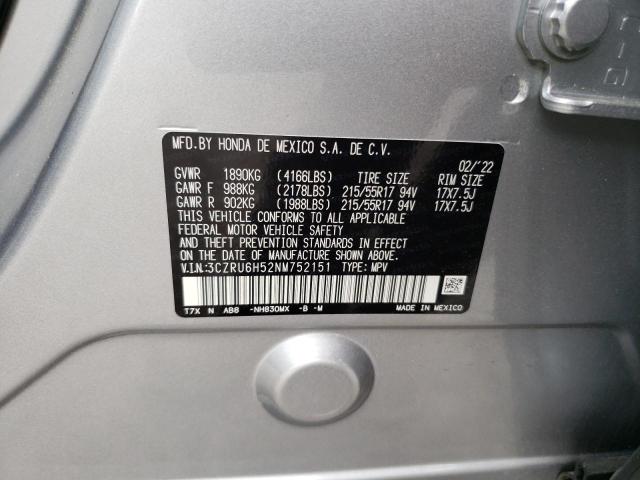 MFD.BY HONDA DE MEXICO S.A. DE C.V.
02/'22
GVWR 1890KG (4166LBS) TIRE SIZE RIM SIZE
GAWR F 988KG (2178LBS) 215/55R17 94V 17X7.5J
GAWR R 902KG (1988LBS) 215/55R17 94V 17X7.5J
THIS VEHICLE CONFORMS TO ALL APPLICABLE
FEDERAL MOTOR VEHICLE SAFETY
AND THEFT PREVENTION STANDARDS IN EFFECT
ON THE DATE OF MANUFACTURE SHOWN ABOVE.
V.I.N.:3CZRU6H52NM752151 TYPE: MPV
T7X N AB8 -NH830MX -B -M
MADE IN MEXICO